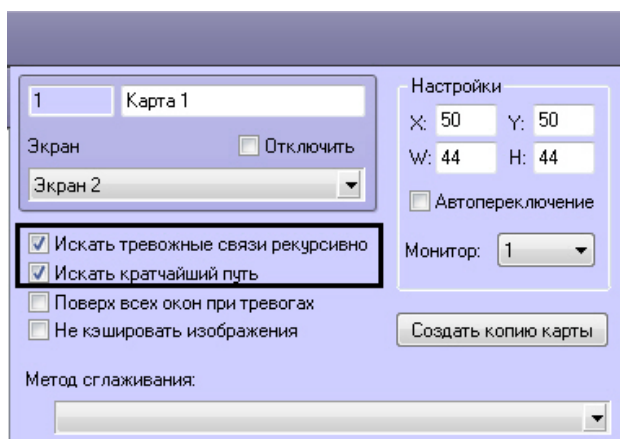 1 Карта 1
Экран Отключить
Экран 2
Искать тревожные связи рекурсивно
Искать кратчайший путь
Поверх всех окон при тревогах
Не кэшировать изображения
Метод сглаживания:
Настройки
X: 50 Y: 50
W: 44 H: 44
Автопереключение
Монитор: 1
Создать копию карты